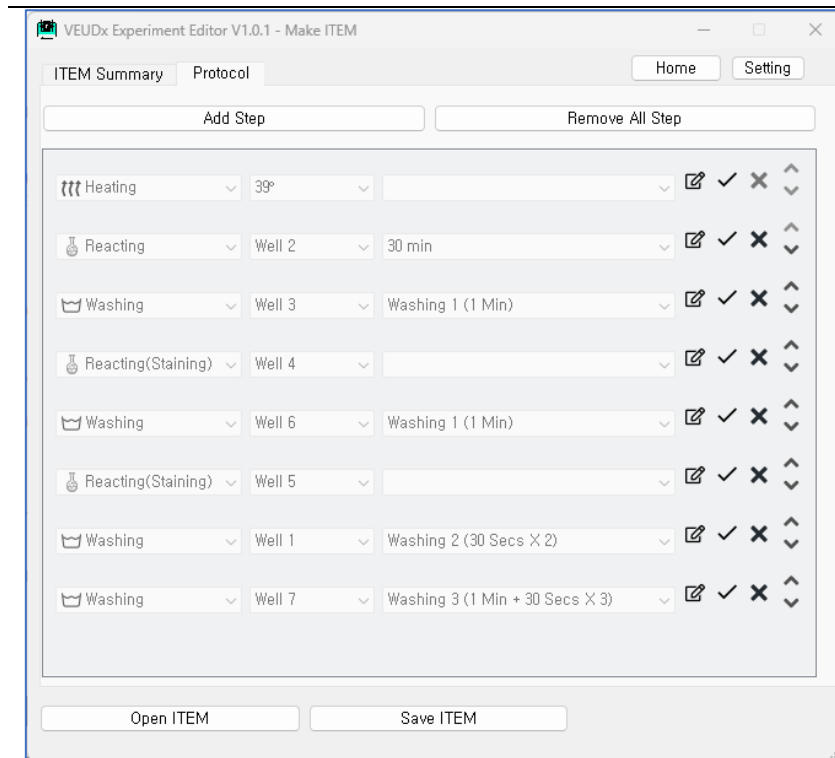 VEUDx Experiment Editor V1.0.1 - Make ITEM
ITEM Summary Protocol Home Setting
Add Step Remove All Step
Heating 39º
Reacting Well 2 30 min
Washing Well 3 Washing 1 (1 Min)
Reacting(Staining) Well 4
Washing Well 6 Washing 1 (1 Min)
Reacting(Staining) Well 5
Washing Well 1 Washing 2 (30 Secs X 2)
Washing Well 7 Washing 3 (1 Min + 30 Secs X 3)
Open ITEM Save ITEM